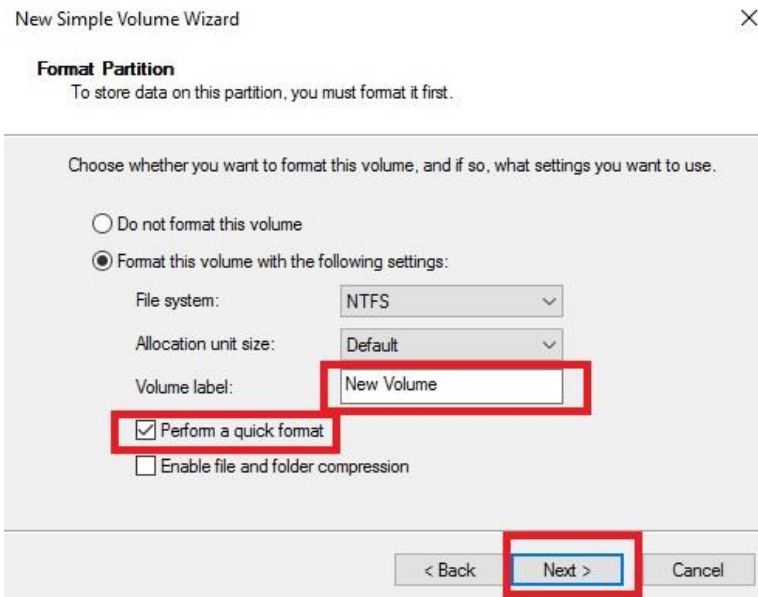 New Simple Volume Wizard
Format Partition
To store data on this partition, you must format it first.
Choose whether you want to format this volume, and if so, what settings you want to use.
Do not format this volume
Format this volume with the following settings:
File system: NTFS
Allocation unit size: Default
Volume label: New Volume
Perform a quick format
Enable file and folder compression
< Back Next > Cancel